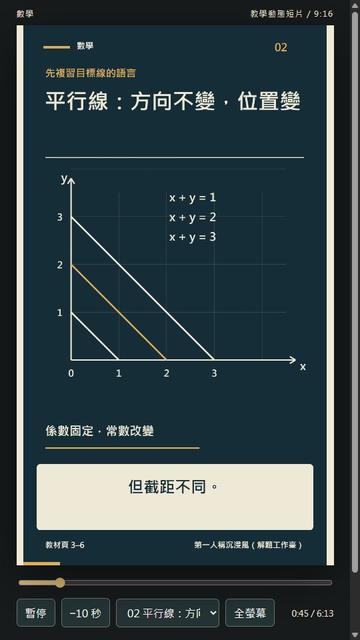 數學
教學動態短片 / 9:16
數學
02
先複習目標線的語言
平行線：方向不變，位置變
y
x + y = 1
x + y = 2
x + y = 3
3
2
1
0 1 2 3
x
係數固定，常數改變
但截距不同。
教材頁 3–6
第一人稱沉浸風（解題工作臺）
暫停
−10 秒
02 平行線：方
全螢幕
0:45 / 6:13